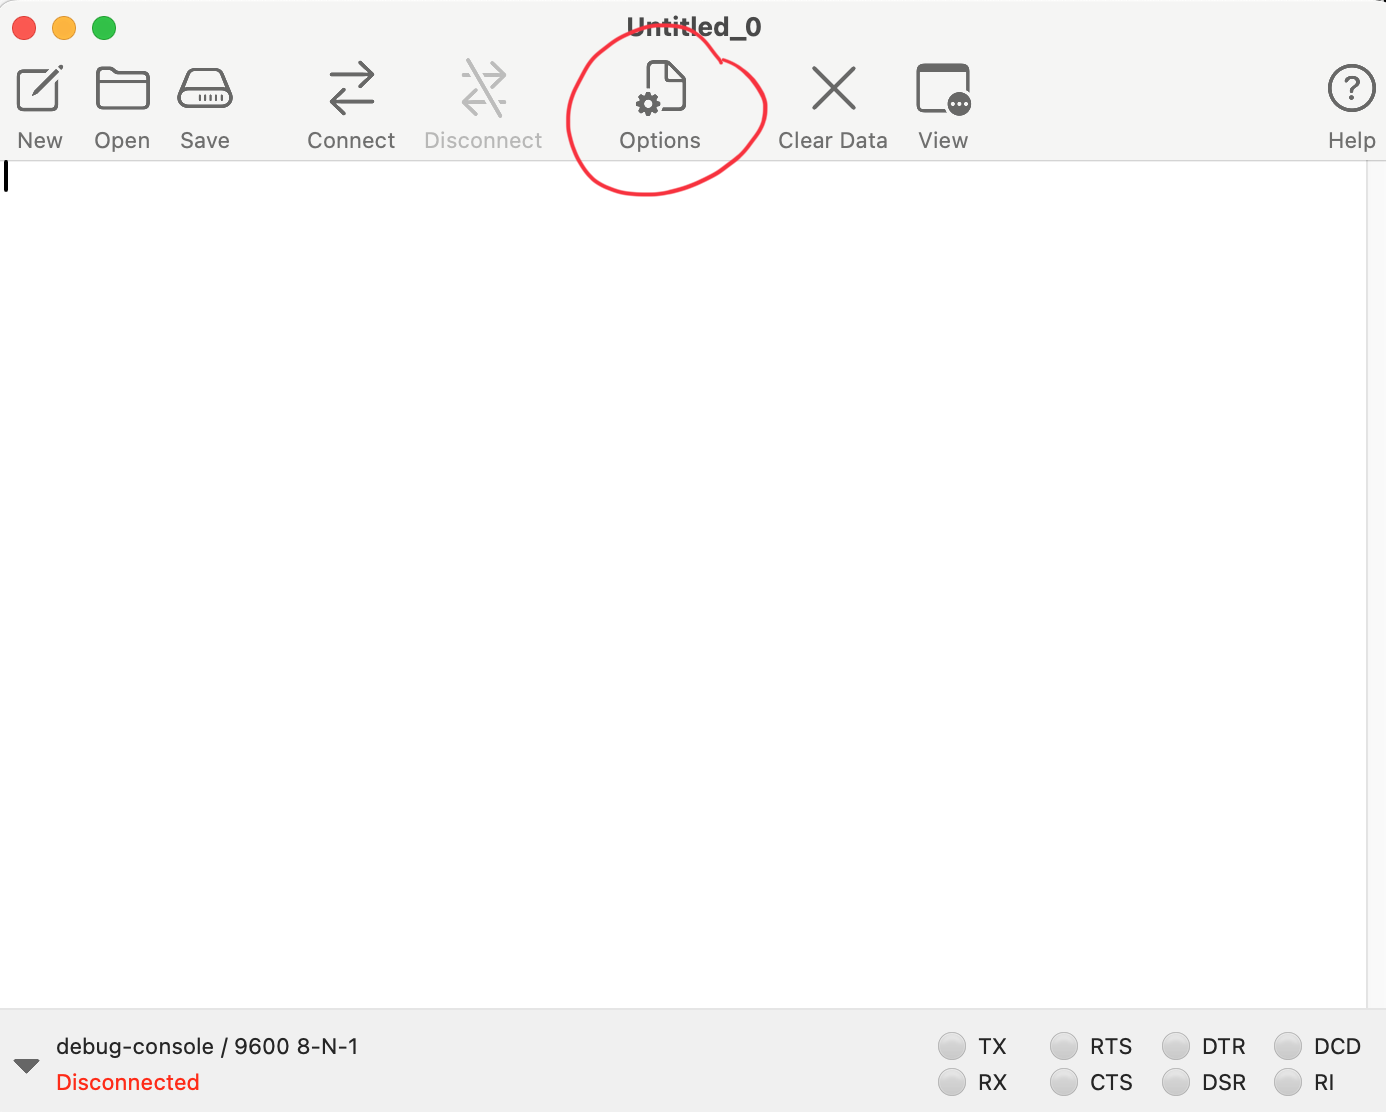 Untitled_0
New Open Save Connect Disconnect Options Clear Data View Help
debug-console / 9600 8-N-1 TX RTS DTR DCD
Disconnected RX CTS DSR RI